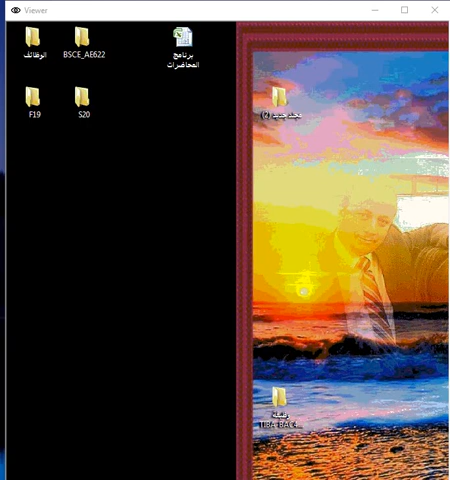 Viewer
الوظائف
BSCE_AE622
برنامج
المحاضرات
F19
S20
مجلد جديد (2)